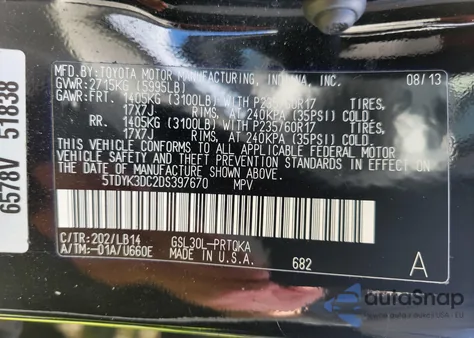 MFD.BY:TOYOTA MOTOR MANUFACTURING, INDIANA, INC. 08/13
GVWR:2715KG (5995LB)
GAWR:FRT. 1405KG (3100LB) WITH P235/60R17 TIRES,
17X7J RIMS, AT 240KPA (35PSI) COLD.
RR. 1405KG (3100LB) WITH P235/60R17 TIRES,
17X7J RIMS, AT 240KPA (35PSI) COLD.
THIS VEHICLE CONFORMS TO ALL APPLICABLE FEDERAL MOTOR
VEHICLE SAFETY AND THEFT PREVENTION STANDARDS IN EFFECT ON
THE DATE OF MANUFACTURE SHOWN ABOVE.
5TDYK3DC2DS397670 MPV
C/TR:202/LB14 GSL30L-PRTQKA
A/TM:-01A/U660E MADE IN U.S.A. 682 A
6578V 51838
autoSnap